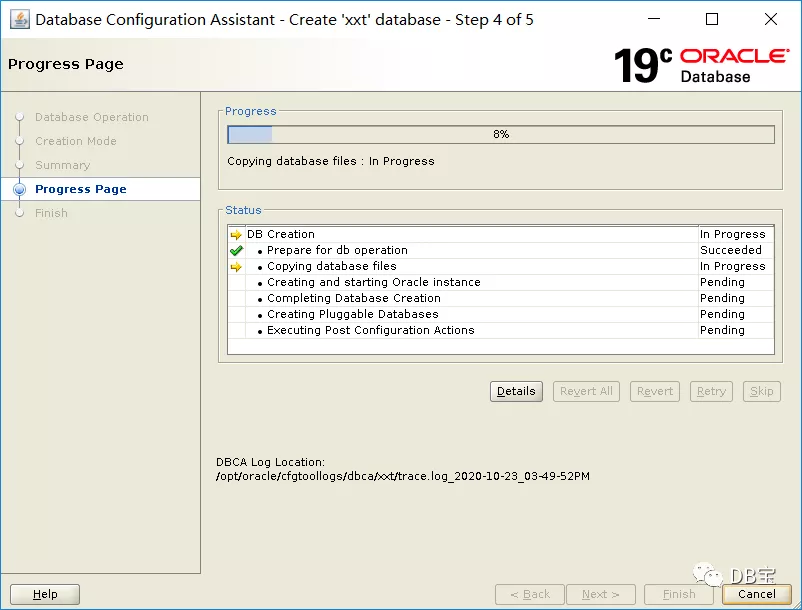 Database Configuration Assistant - Create 'xxt' database - Step 4 of 5
Progress Page
19c ORACLE Database
Database Operation
Creation Mode
Summary
Progress Page
Finish
Progress
8%
Copying database files : In Progress
Status
DB Creation In Progress
Prepare for db operation Succeeded
Copying database files In Progress
Creating and starting Oracle instance Pending
Completing Database Creation Pending
Creating Pluggable Databases Pending
Executing Post Configuration Actions Pending
Details Revert All Revert Retry Skip
DBCA Log Location:
/opt/oracle/cfgtoollogs/dbca/xxt/trace.log_2020-10-23_03-49-52PM
DB宝
Help < Back Next > Finish Cancel